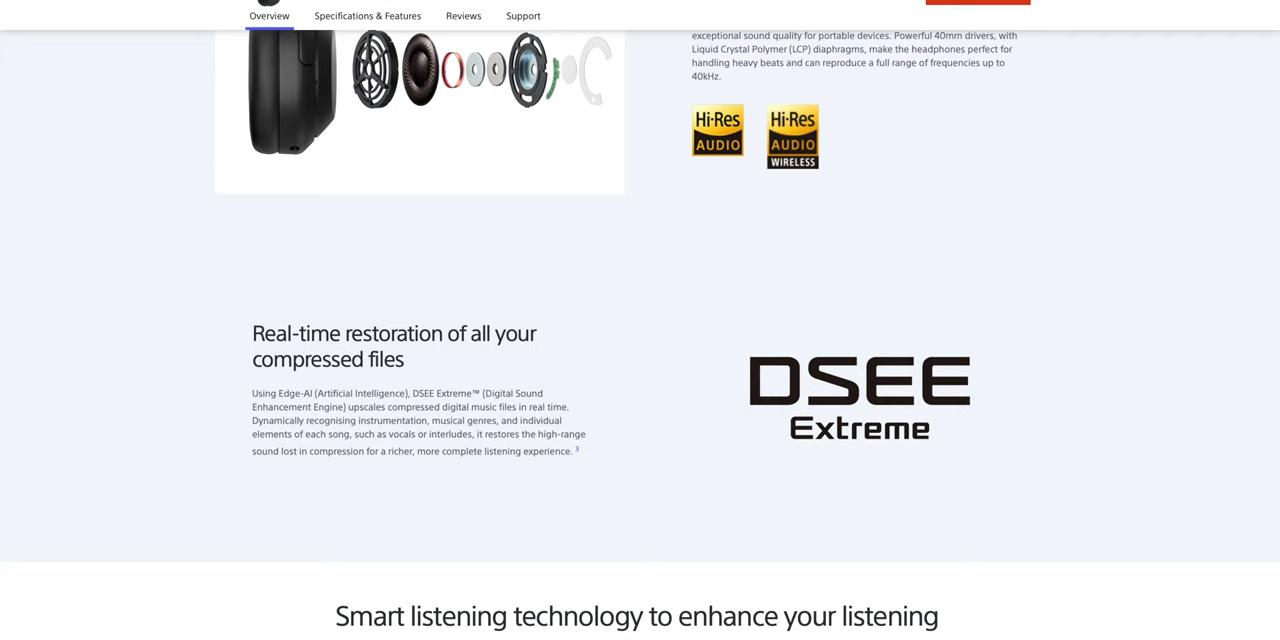 Overview
Specifications & Features
Reviews
Support
exceptional sound quality for portable devices. Powerful 40mm drivers, with
Liquid Crystal Polymer (LCP) diaphragms, make the headphones perfect for
handling heavy beats and can reproduce a full range of frequencies up to
40kHz.
Hi-Res
AUDIO
Hi-Res
AUDIO
WIRELESS
Real-time restoration of all your
compressed files
Using Edge-AI (Artificial Intelligence), DSEE Extreme™ (Digital Sound
Enhancement Engine) upscales compressed digital music files in real time.
Dynamically recognising instrumentation, musical genres, and individual
elements of each song, such as vocals or interludes, it restores the high-range
sound lost in compression for a richer, more complete listening experience. 3
DSEE
Extreme
Smart listening technology to enhance your listening